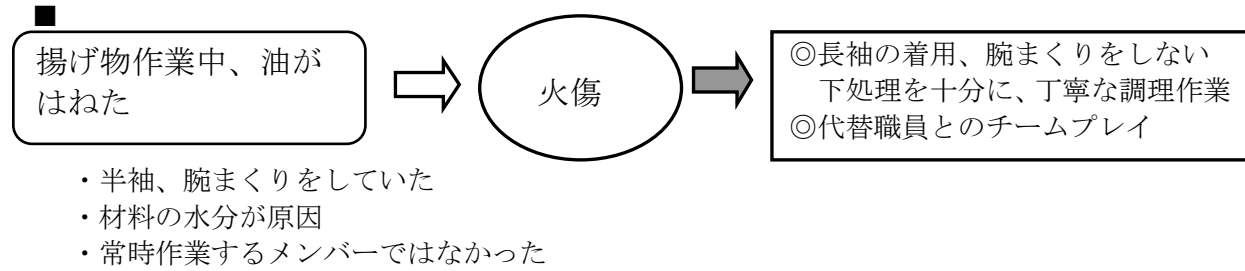 ■
揚げ物作業中、油が
はねた
火傷
◎長袖の着用、腕まくりをしない
下処理を十分に、丁寧な調理作業
◎代替職員とのチームプレイ
・半袖、腕まくりをしていた
・材料の水分が原因
・常時作業するメンバーではなかった